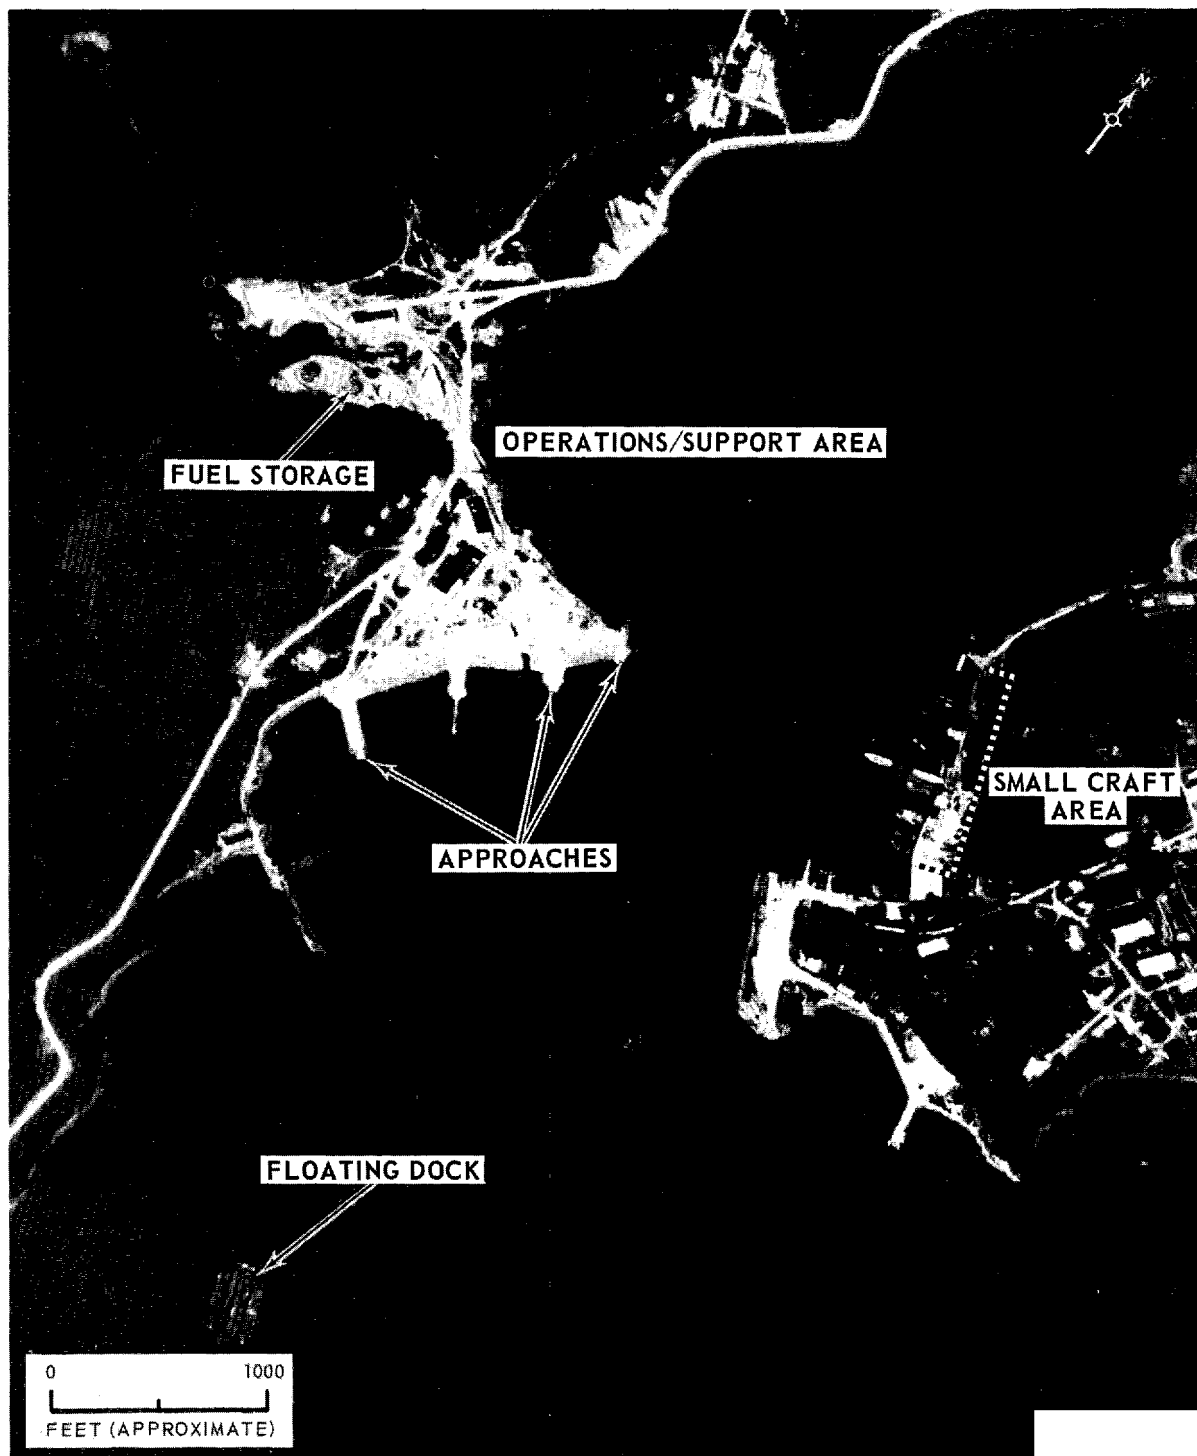 N
OPERATIONS/SUPPORT AREA
FUEL STORAGE
SMALL CRAFT
AREA
APPROACHES
FLOATING DOCK
0 1000
FEET (APPROXIMATE)